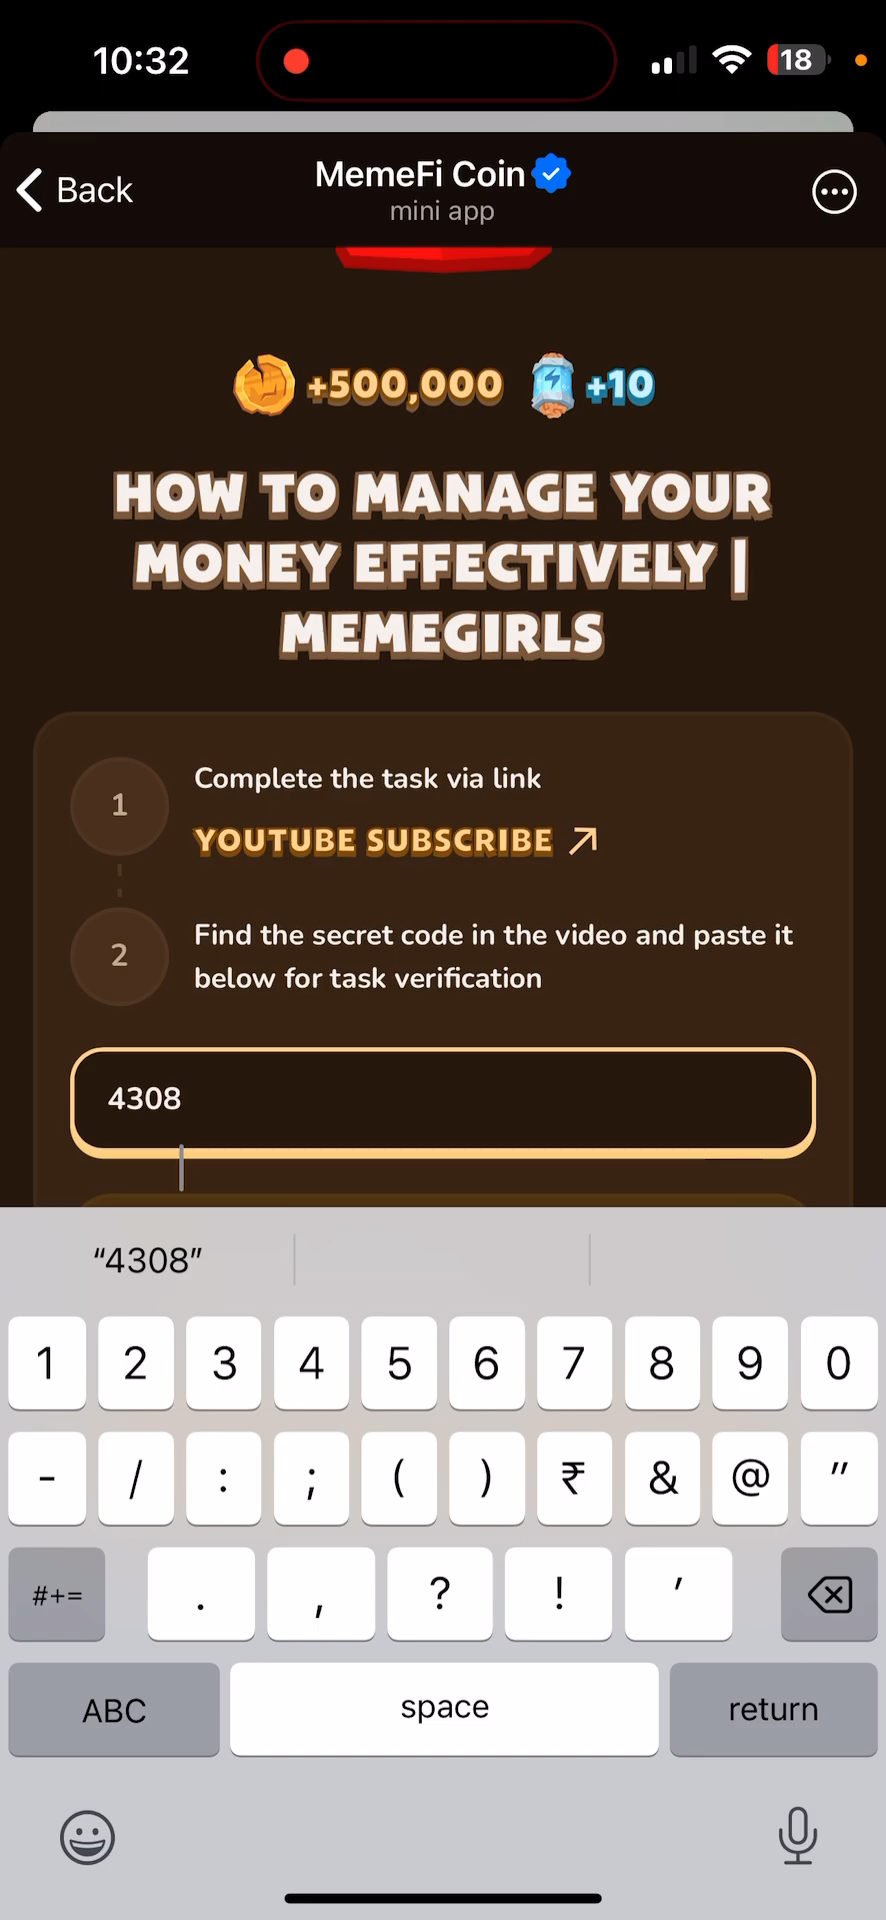 10:32
18
Back
MemeFi Coin
mini app
+500,000 +10
HOW TO MANAGE YOUR
MONEY EFFECTIVELY |
MEMEGIRLS
1
Complete the task via link
YOUTUBE SUBSCRIBE
2
Find the secret code in the video and paste it
below for task verification
4308
“4308”
1 2 3 4 5 6 7 8 9 0
- / : ; ( ) ₹ & @ "
#+= . , ? ! '
ABC space return